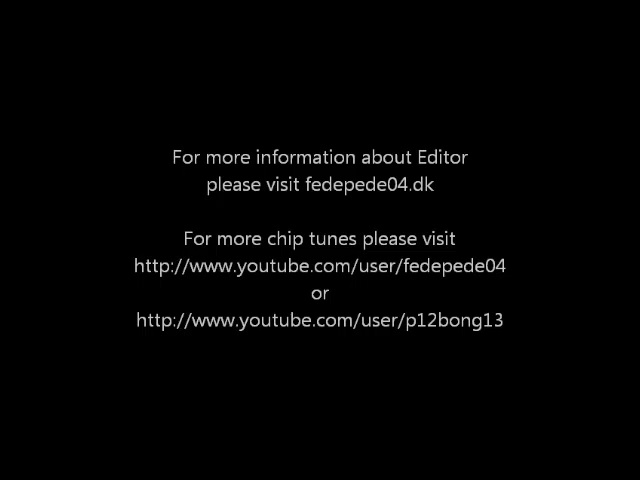 For more information about Editor
please visit fedepede04.dk
For more chip tunes please visit
http://www.youtube.com/user/fedepede04
or
http://www.youtube.com/user/p12bong13